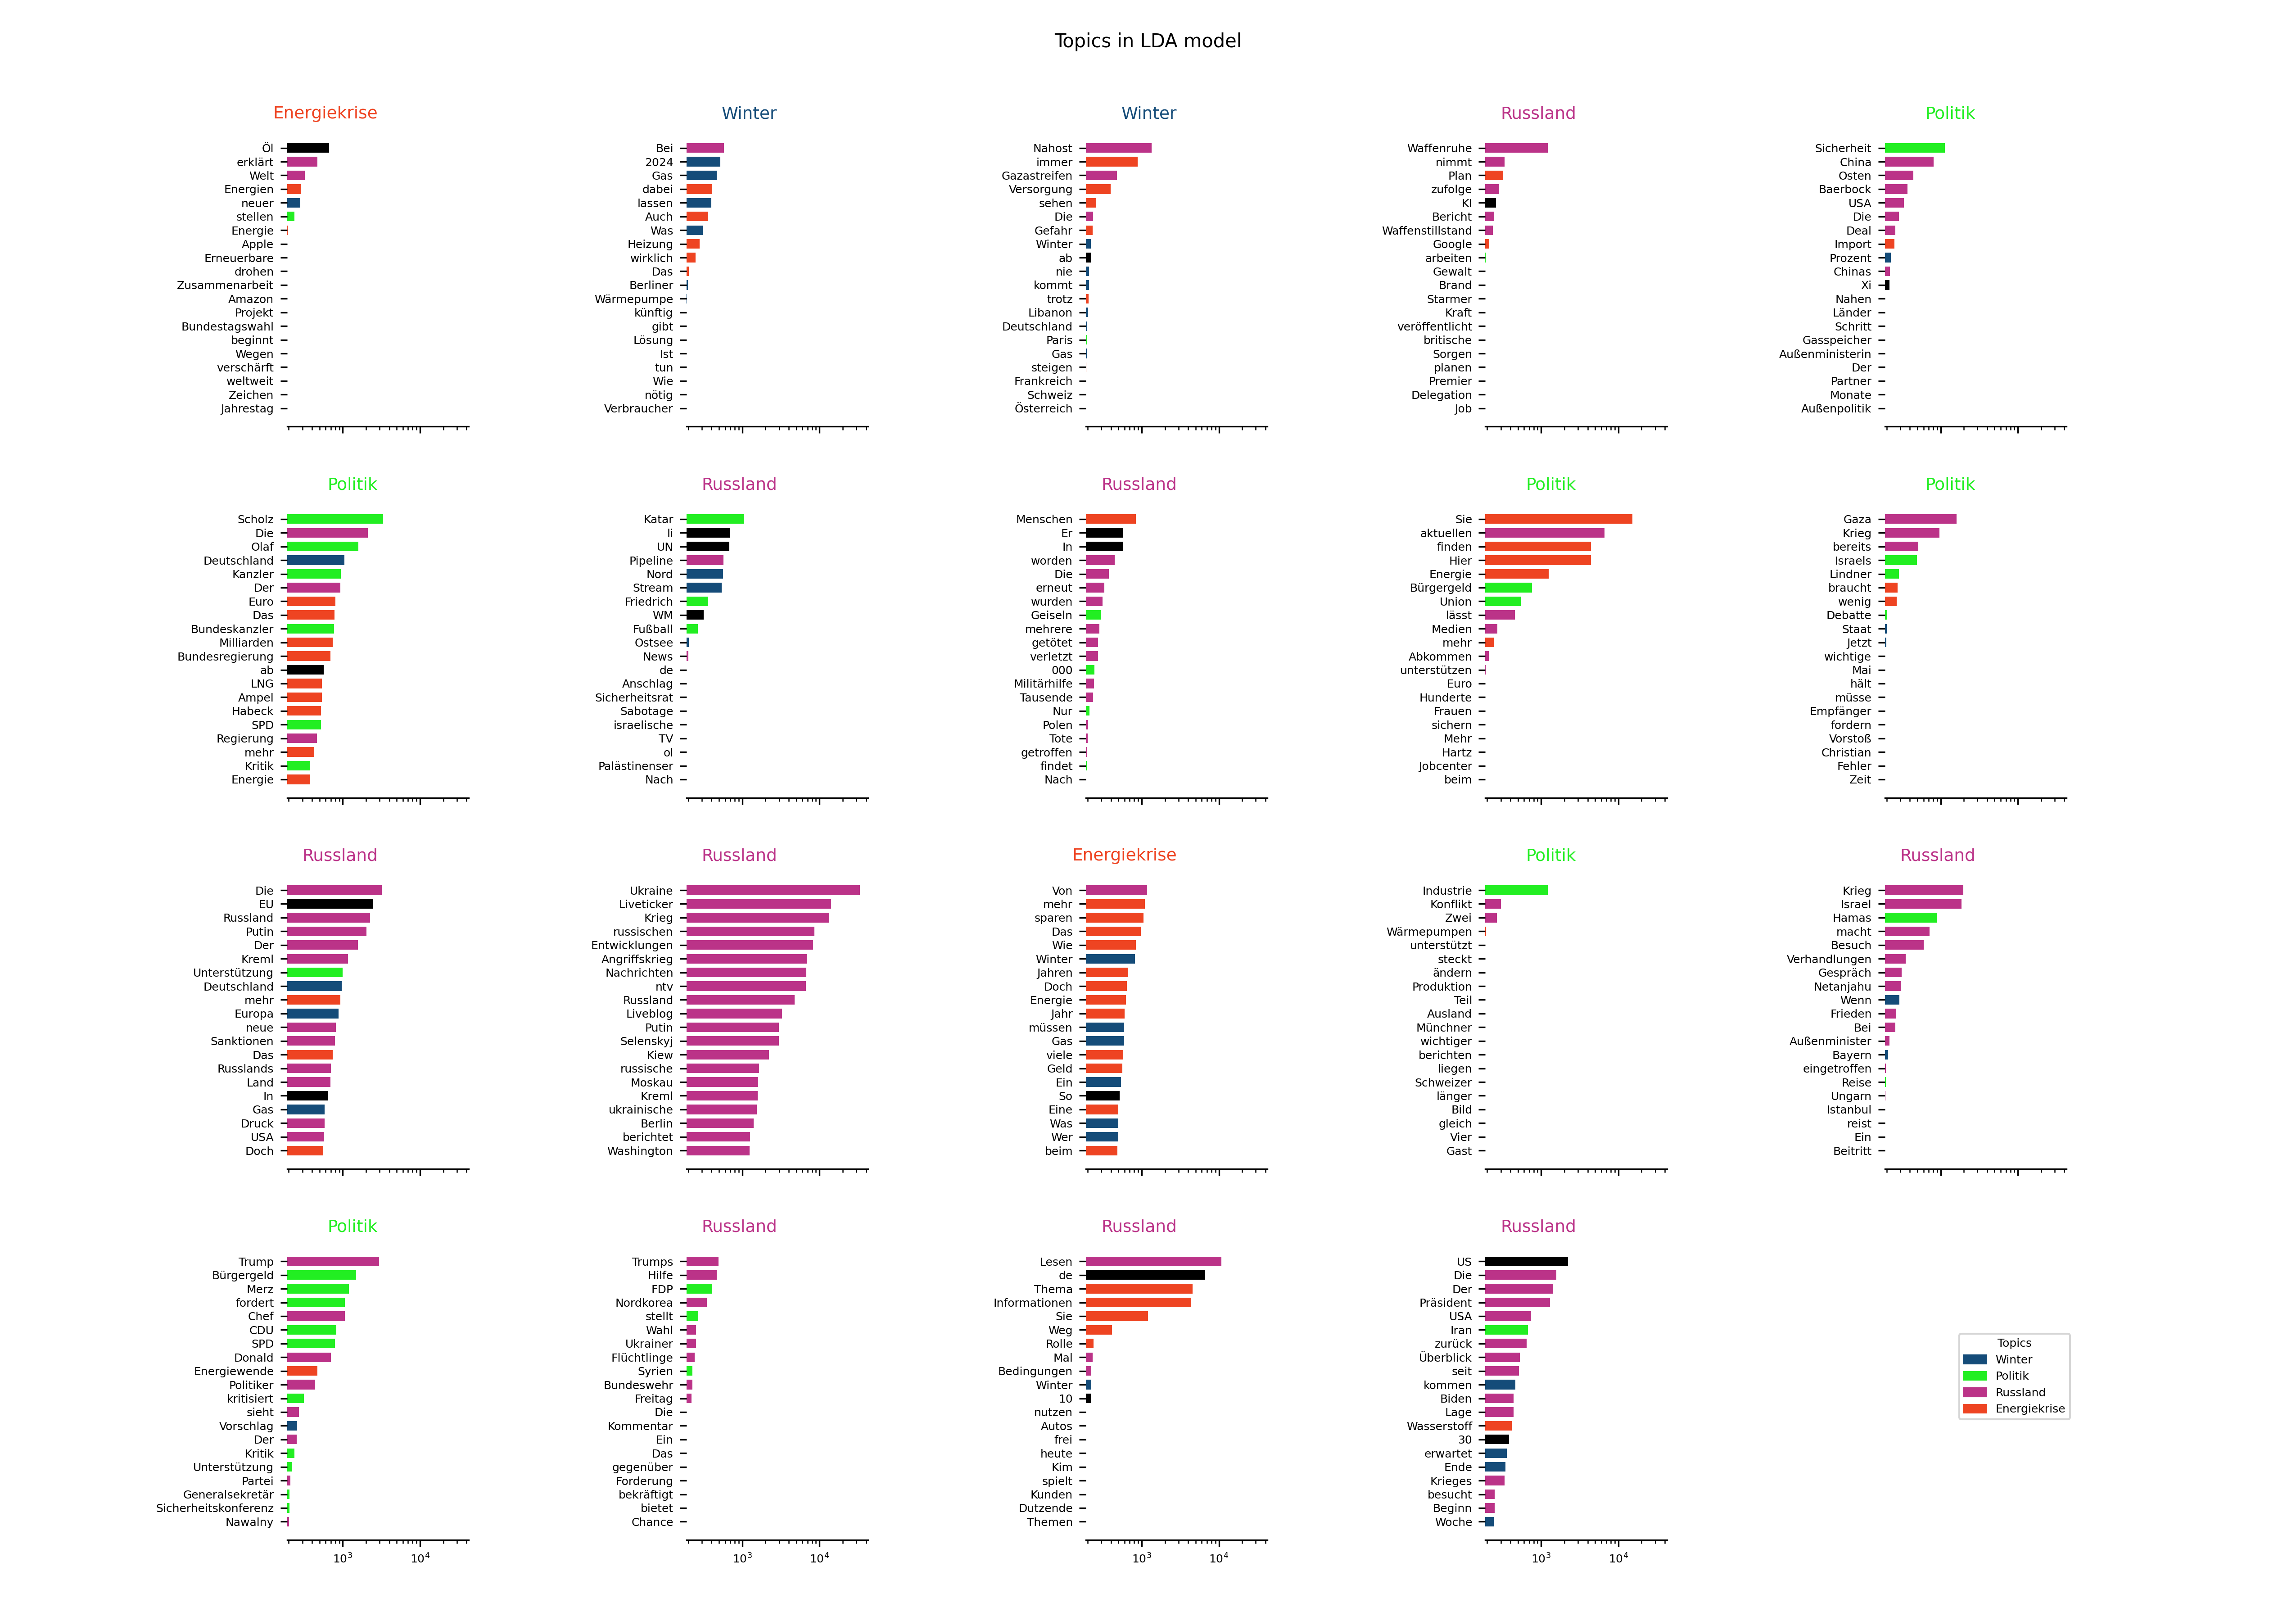 Topics in LDA model
Energiekrise
Öl
erklärt
Welt
Energien
neuer
stellen
Energie
Apple
Erneuerbare
drohen
Zusammenarbeit
Amazon
Projekt
Bundestagswahl
beginnt
Wegen
verschärft
weltweit
Zeichen
Jahrestag
Winter
Bei
2024
Gas
dabei
lassen
Auch
Was
Heizung
wirklich
Das
Berliner
Wärmepumpe
künftig
gibt
Lösung
Ist
tun
Wie
nötig
Verbraucher
Winter
Nahost
immer
Gazastreifen
Versorgung
sehen
Die
Gefahr
Winter
ab
nie
kommt
trotz
Libanon
Deutschland
Paris
Gas
steigen
Frankreich
Schweiz
Österreich
Russland
Waffenruhe
nimmt
Plan
zufolge
KI
Bericht
Waffenstillstand
Google
arbeiten
Gewalt
Brand
Starmer
Kraft
veröffentlicht
britische
Sorgen
planen
Premier
Delegation
Job
Politik
Sicherheit
China
Osten
Baerbock
USA
Die
Deal
Import
Prozent
Chinas
Xi
Nahen
Länder
Schritt
Gasspeicher
Außenministerin
Der
Partner
Monate
Außenpolitik
Politik
Scholz
Die
Olaf
Deutschland
Kanzler
Der
Euro
Das
Bundeskanzler
Milliarden
Bundesregierung
ab
LNG
Ampel
Habeck
SPD
Regierung
mehr
Kritik
Energie
Russland
Katar
li
UN
Pipeline
Nord
Stream
Friedrich
WM
Fußball
Ostsee
News
de
Anschlag
Sicherheitsrat
Sabotage
israelische
TV
ol
Palästinenser
Nach
Russland
Menschen
Er
In
worden
Die
erneut
wurden
Geiseln
mehrere
getötet
verletzt
000
Militärhilfe
Tausende
Nur
Polen
Tote
getroffen
findet
Nach
Politik
Sie
aktuellen
finden
Hier
Energie
Bürgergeld
Union
lässt
Medien
mehr
Abkommen
unterstützen
Euro
Hunderte
Frauen
sichern
Mehr
Hartz
Jobcenter
beim
Politik
Gaza
Krieg
bereits
Israels
Lindner
braucht
wenig
Debatte
Staat
Jetzt
wichtige
Mai
hält
müsse
Empfänger
fordern
Vorstoß
Christian
Fehler
Zeit
Russland
Die
EU
Russland
Putin
Der
Kreml
Unterstützung
Deutschland
mehr
Europa
neue
Sanktionen
Das
Russlands
Land
In
Gas
Druck
USA
Doch
Russland
Ukraine
Liveticker
Krieg
russischen
Entwicklungen
Angriffskrieg
Nachrichten
ntv
Russland
Liveblog
Putin
Selenskyj
Kiew
russische
Moskau
Kreml
ukrainische
Berlin
berichtet
Washington
Energiekrise
Von
mehr
sparen
Das
Wie
Winter
Jahren
Doch
Energie
Jahr
müssen
Gas
viele
Geld
Ein
So
Eine
Was
Wer
beim
Politik
Industrie
Konflikt
Zwei
Wärmepumpen
unterstützt
steckt
ändern
Produktion
Teil
Ausland
Münchner
wichtiger
berichten
liegen
Schweizer
länger
Bild
gleich
Vier
Gast
Russland
Krieg
Israel
Hamas
macht
Besuch
Verhandlungen
Gespräch
Netanjahu
Wenn
Frieden
Bei
Außenminister
Bayern
eingetroffen
Reise
Ungarn
Istanbul
reist
Ein
Beitritt
Politik
Trump
Bürgergeld
Merz
fordert
Chef
CDU
SPD
Donald
Energiewende
Politiker
kritisiert
sieht
Vorschlag
Der
Kritik
Unterstützung
Partei
Generalsekretär
Sicherheitskonferenz
Nawalny
10³ 10⁴
Russland
Trumps
Hilfe
FDP
Nordkorea
stellt
Wahl
Ukrainer
Flüchtlinge
Syrien
Bundeswehr
Freitag
Die
Kommentar
Ein
Das
gegenüber
Forderung
bekräftigt
bietet
Chance
10³ 10⁴
Russland
Lesen
de
Thema
Informationen
Sie
Weg
Rolle
Mal
Bedingungen
Winter
10
nutzen
Autos
frei
heute
Kim
spielt
Kunden
Dutzende
Themen
10³ 10⁴
Russland
US
Die
Der
Präsident
USA
Iran
zurück
Überblick
seit
kommen
Biden
Lage
Wasserstoff
30
erwartet
Ende
Krieges
besucht
Beginn
Woche
10³ 10⁴
Topics
Winter
Politik
Russland
Energiekrise